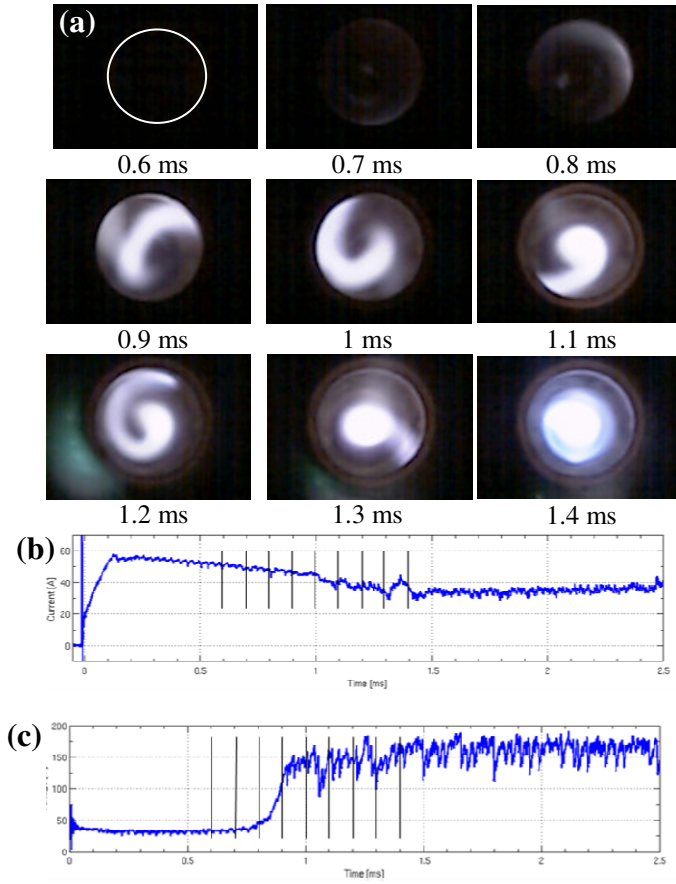 (a)
0.6 ms 0.7 ms 0.8 ms
0.9 ms 1 ms 1.1 ms
1.2 ms 1.3 ms 1.4 ms
(b)
60
40
20
0
Current [A]
0 0.5 1 1.5 2 2.5
Time [ms]
(c)
200
150
100
50
0
0 0.5 1 1.5 2 2.5
Time [ms]